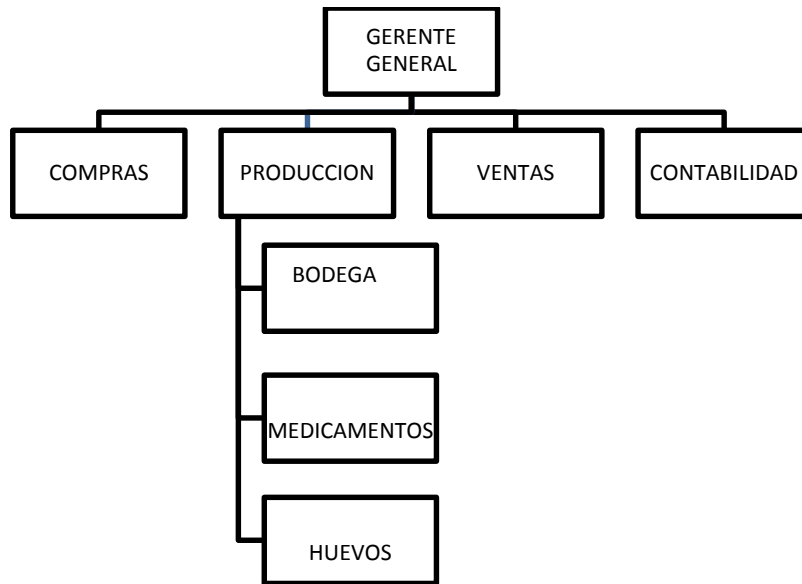 GERENTE
GENERAL
COMPRAS
PRODUCCION
VENTAS
CONTABILIDAD
BODEGA
MEDICAMENTOS
HUEVOS